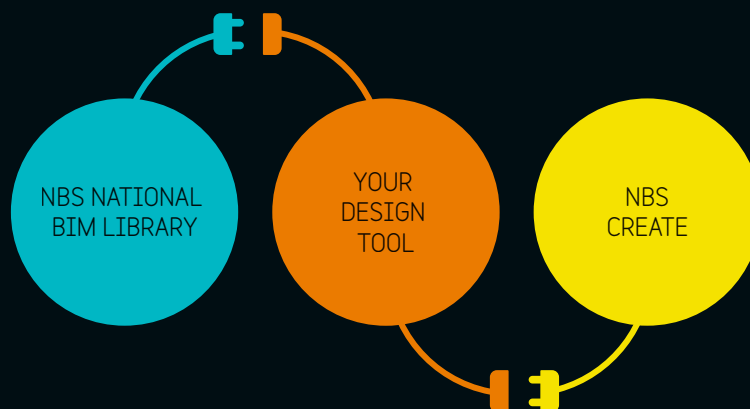 NBS NATIONAL
BIM LIBRARY
YOUR
DESIGN
TOOL
NBS
CREATE